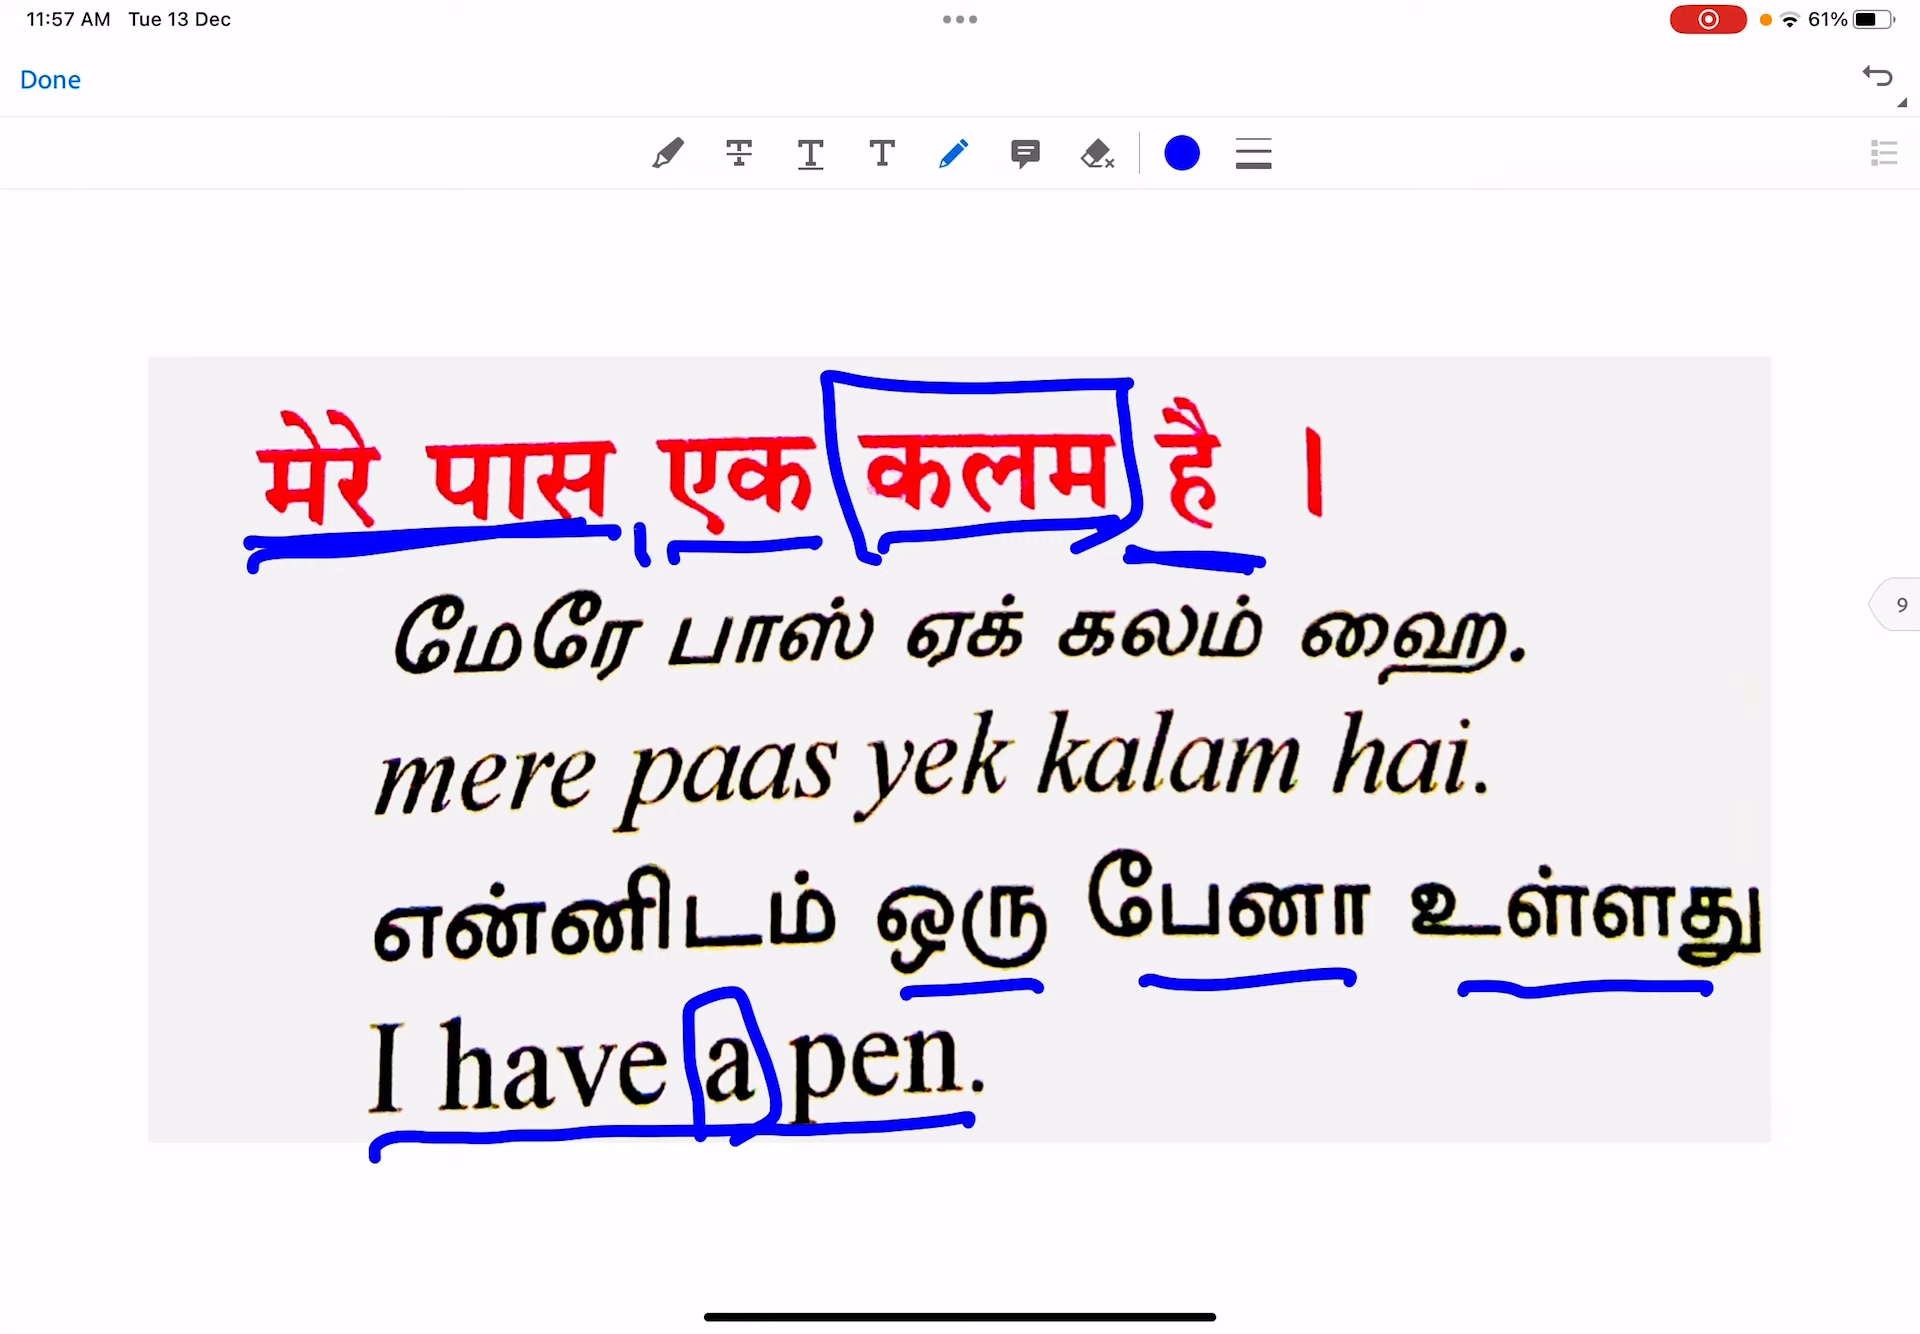 11:57 AM Tue 13 Dec 61%
Done
मेरे पास एक कलम है ।
மேரே பாஸ் ஏக் கலம் ஹை.
mere paas yek kalam hai.
என்னிடம் ஒரு பேனா உள்ளது
I have a pen.
9